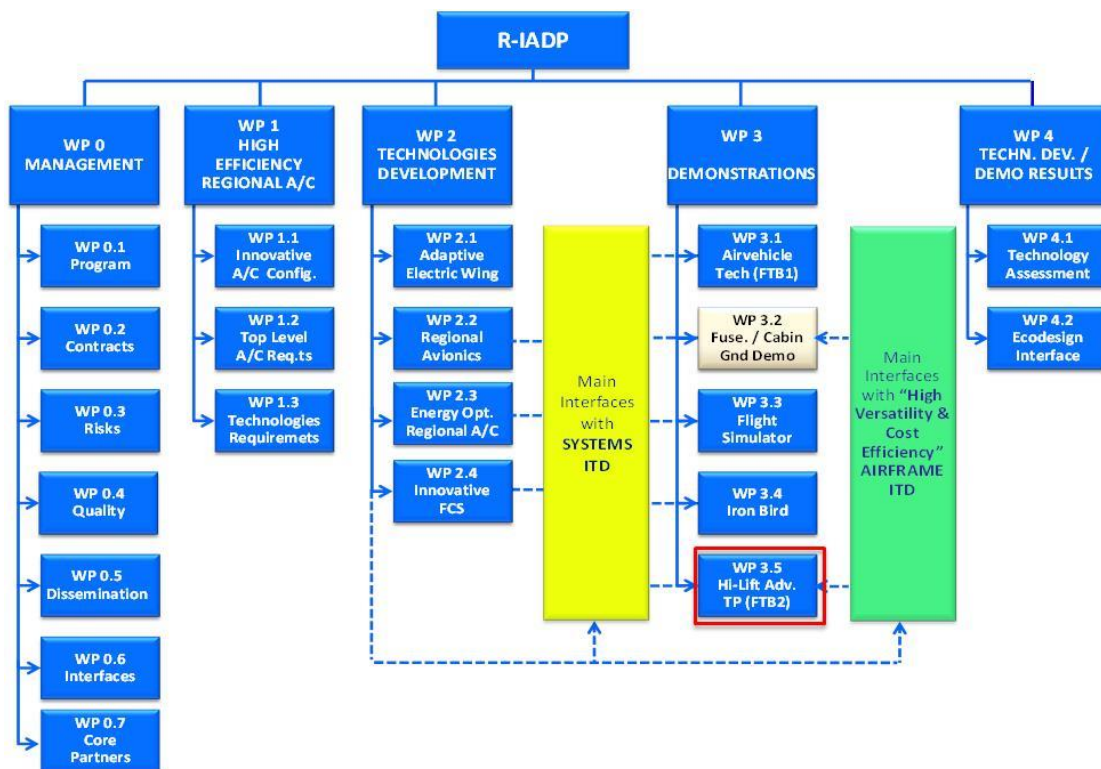 R-IADP
WP 0
MANAGEMENT
WP 1
HIGH
EFFICIENCY
REGIONAL A/C
WP 2
TECHNOLOGIES
DEVELOPMENT
WP 3
DEMONSTRATIONS
WP 4
TECHN. DEV. /
DEMO RESULTS
WP 0.1
Program
WP 0.2
Contracts
WP 0.3
Risks
WP 0.4
Quality
WP 0.5
Dissemination
WP 0.6
Interfaces
WP 0.7
Core
Partners
WP 1.1
Innovative
A/C Config.
WP 1.2
Top Level
A/C Req.ts
WP 1.3
Technologies
Requiremets
WP 2.1
Adaptive
Electric Wing
WP 2.2
Regional
Avionics
WP 2.3
Energy Opt.
Regional A/C
WP 2.4
Innovative
FCS
Main
Interfaces
with
SYSTEMS
ITD
WP 3.1
Airvehicle
Tech (FTB1)
WP 3.2
Fuse. / Cabin
Gnd Demo
WP 3.3
Flight
Simulator
WP 3.4
Iron Bird
WP 3.5
Hi-Lift Adv.
TP (FTB2)
Main
Interfaces
with “High
Versatility &
Cost
Efficiency”
AIRFRAME
ITD
WP 4.1
Technology
Assessment
WP 4.2
Ecodesign
Interface